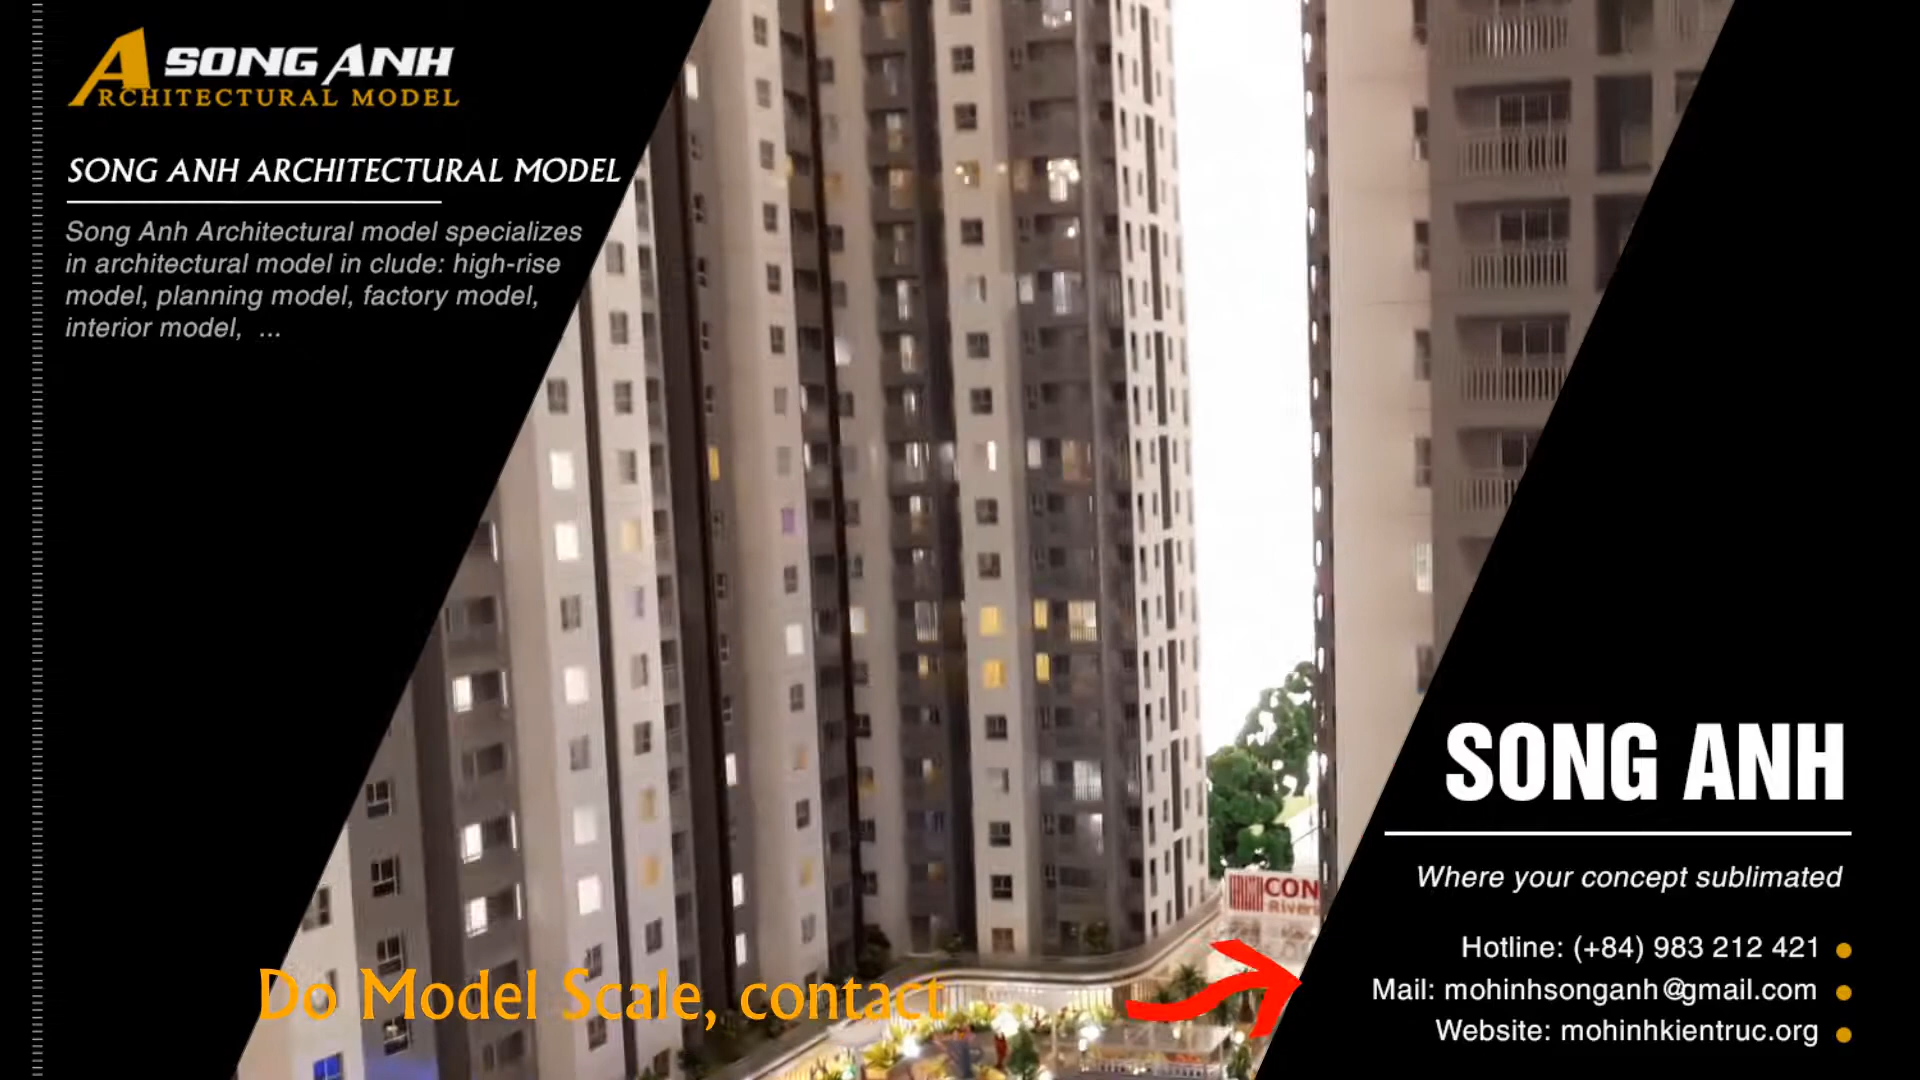 SONG ANH
ARCHITECTURAL MODEL
SONG ANH ARCHITECTURAL MODEL
Song Anh Architectural model specializes
in architectural model in clude: high-rise
model, planning model, factory model,
interior model, ...
CON
River
SONG ANH
Where your concept sublimated
Hotline: (+84) 983 212 421
Mail: mohinhsonganh@gmail.com
Website: mohinhkientruc.org
Do Model Scale, contact